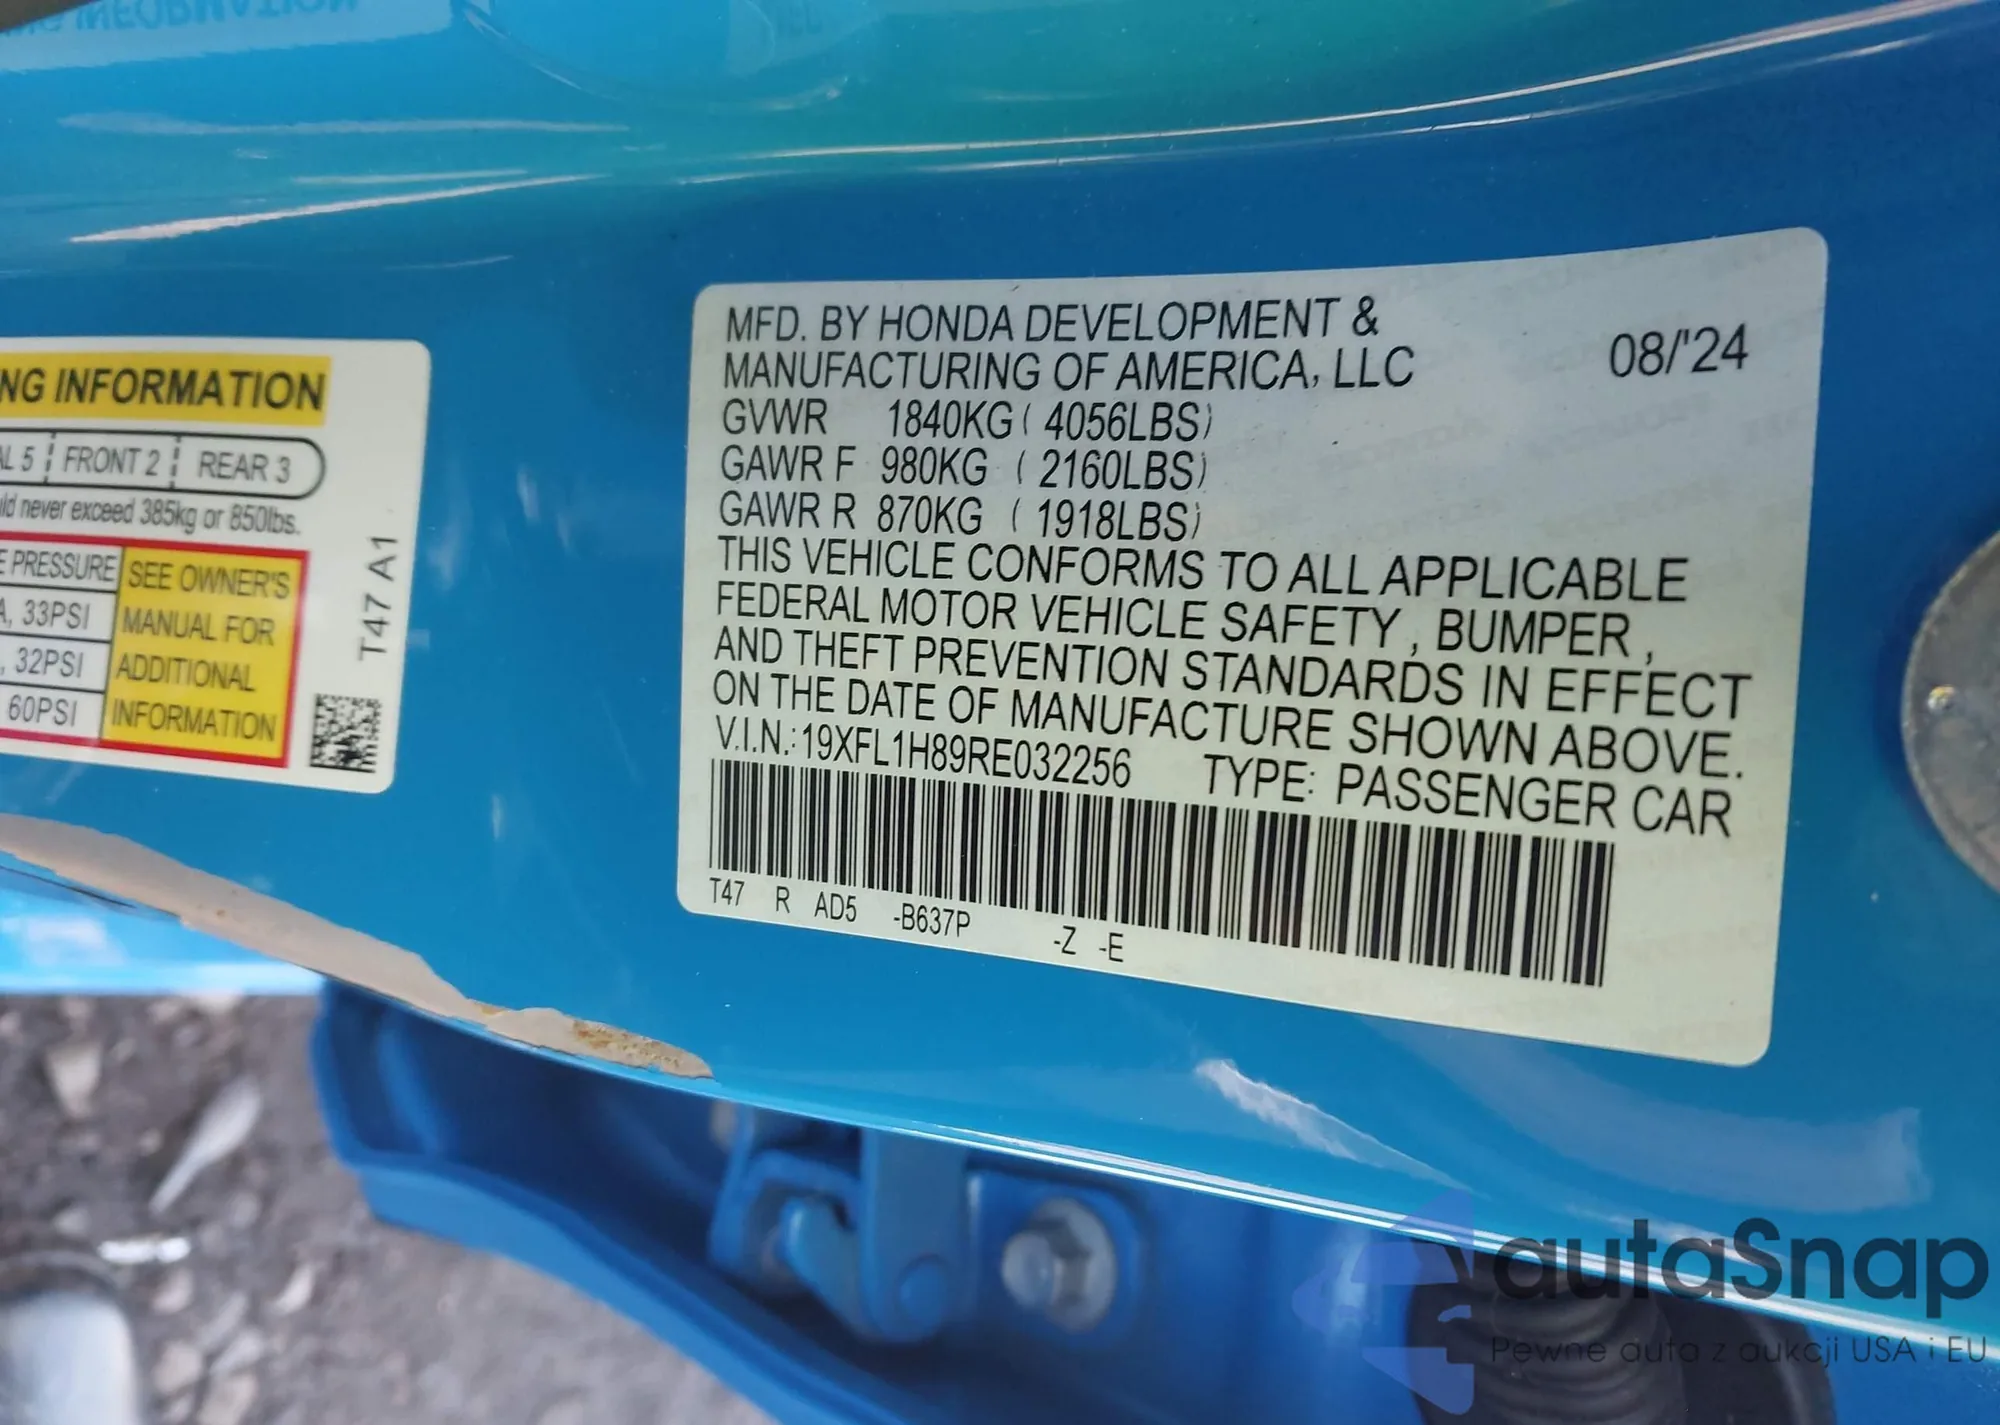 NG INFORMATION
AL 5 FRONT 2 REAR 3
uld never exceed 385kg or 850lbs.
E PRESSURE
A, 33PSI
, 32PSI
60PSI
SEE OWNER'S
MANUAL FOR
ADDITIONAL
INFORMATION
T47 A1
MFD. BY HONDA DEVELOPMENT &
MANUFACTURING OF AMERICA, LLC
08/'24
GVWR 1840KG ( 4056LBS)
GAWR F 980KG ( 2160LBS)
GAWR R 870KG ( 1918LBS)
THIS VEHICLE CONFORMS TO ALL APPLICABLE
FEDERAL MOTOR VEHICLE SAFETY , BUMPER ,
AND THEFT PREVENTION STANDARDS IN EFFECT
ON THE DATE OF MANUFACTURE SHOWN ABOVE.
V.I.N.: 19XFL1H89RE032256 TYPE: PASSENGER CAR
T47 R AD5 -B637P -Z -E
autaSnap
Pewne auta z aukcji USA i EU